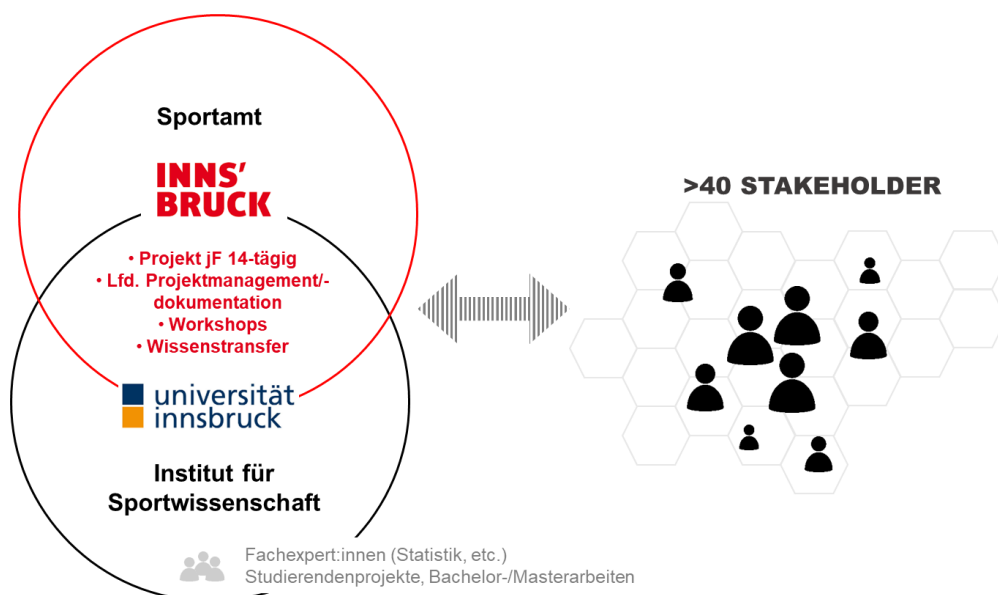 Sportamt
INNS'
BRUCK
>40 STAKEHOLDER
• Projekt jF 14-tägig
• Lfd. Projektmanagement/-
dokumentation
• Workshops
• Wissenstransfer
universität
innsbruck
Institut für
Sportwissenschaft
Fachexpert:innen (Statistik, etc.)
Studierendenprojekte, Bachelor-/Masterarbeiten